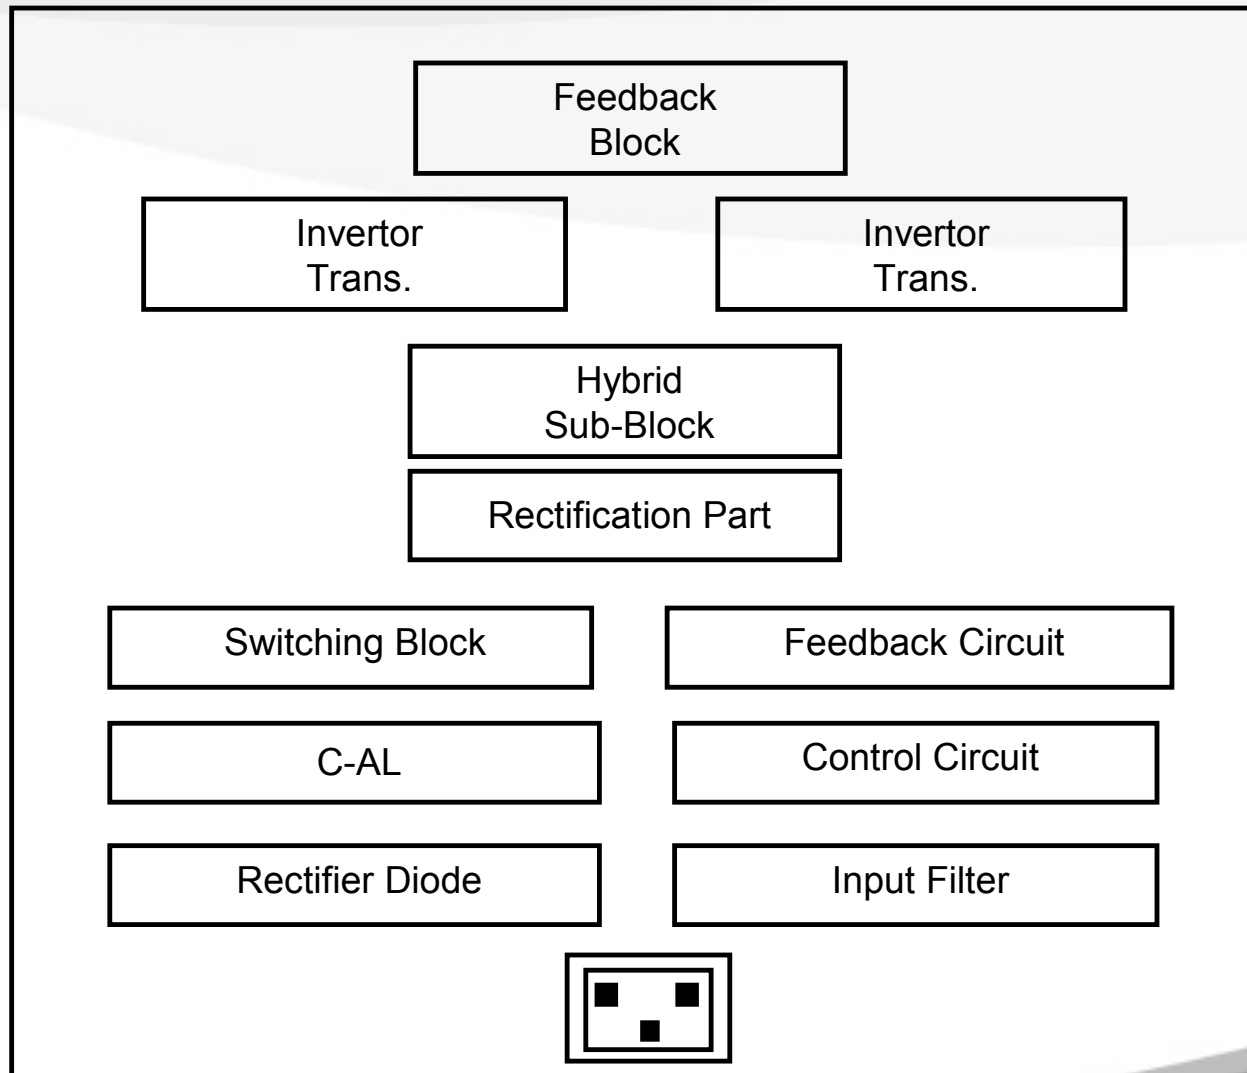 Feedback
Block
Invertor
Trans.
Invertor
Trans.
Hybrid
Sub-Block
Rectification Part
Switching Block
Feedback Circuit
C-AL
Control Circuit
Rectifier Diode
Input Filter